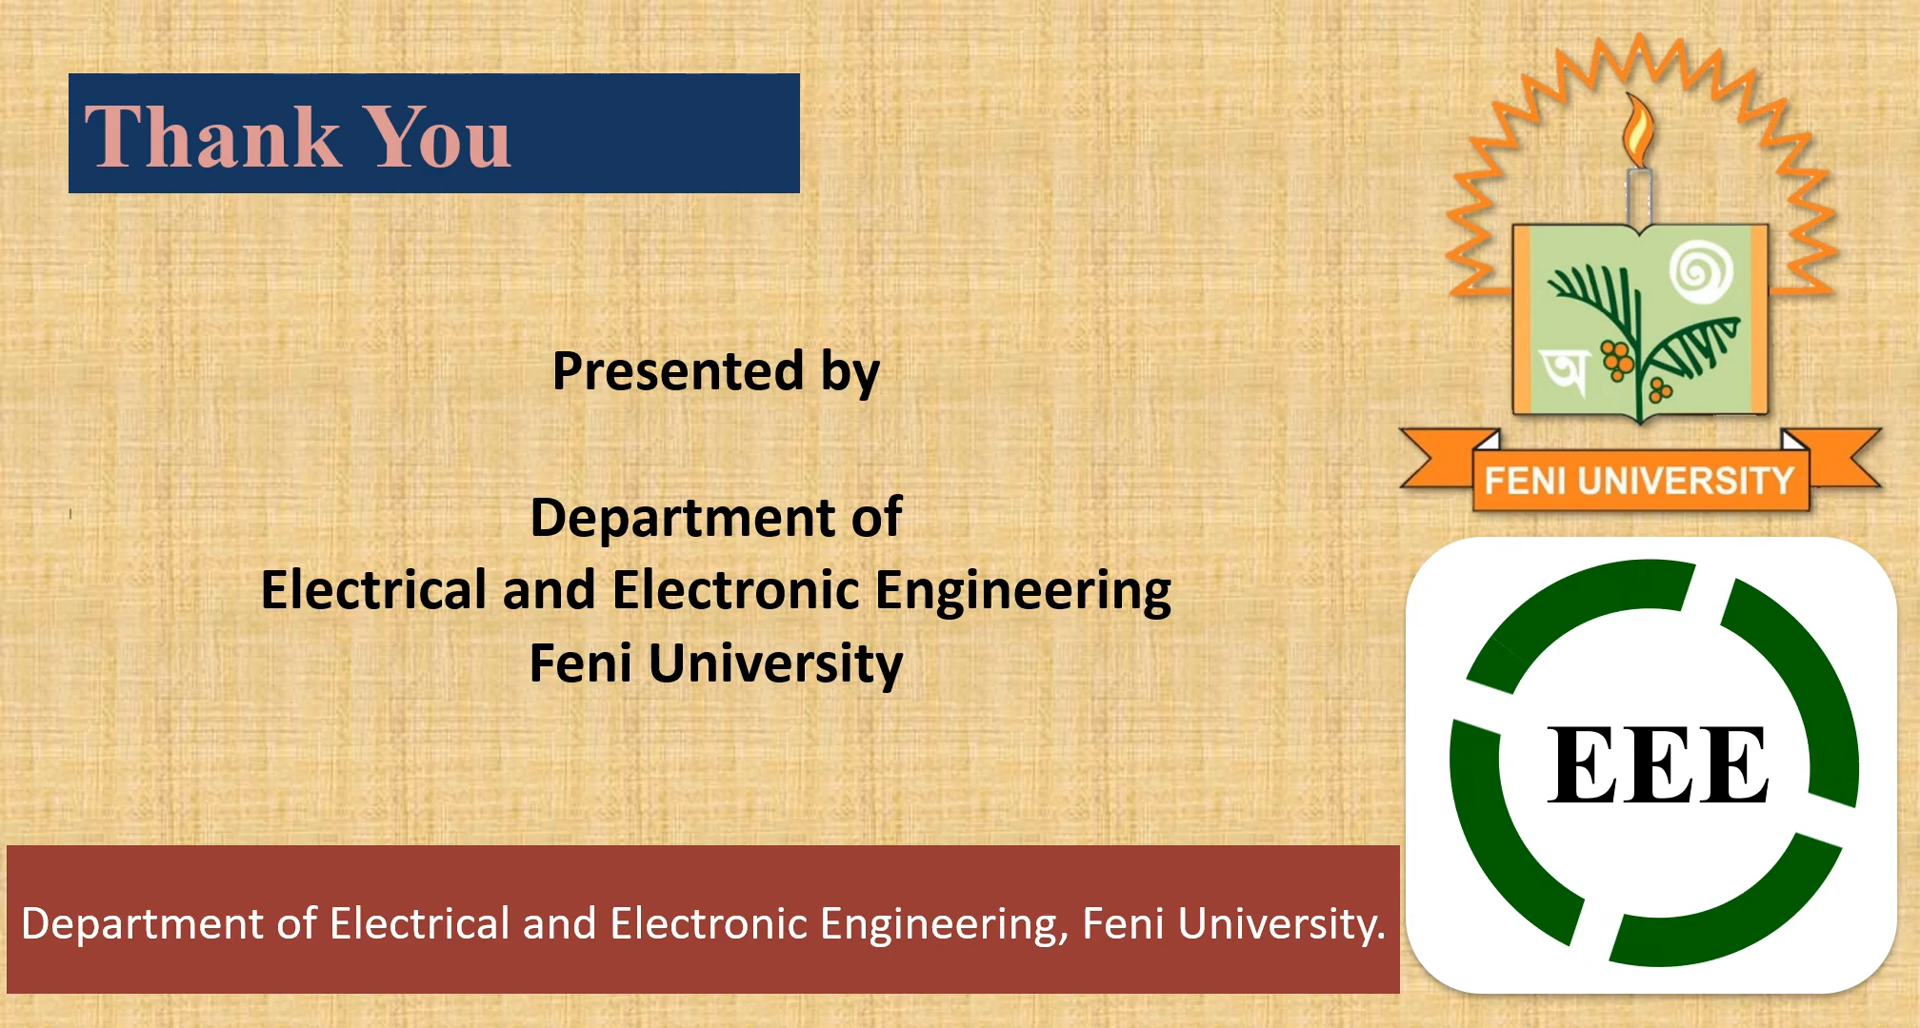 Thank You
Presented by
Department of
Electrical and Electronic Engineering
Feni University
Department of Electrical and Electronic Engineering, Feni University.
অ
FENI UNIVERSITY
EEE